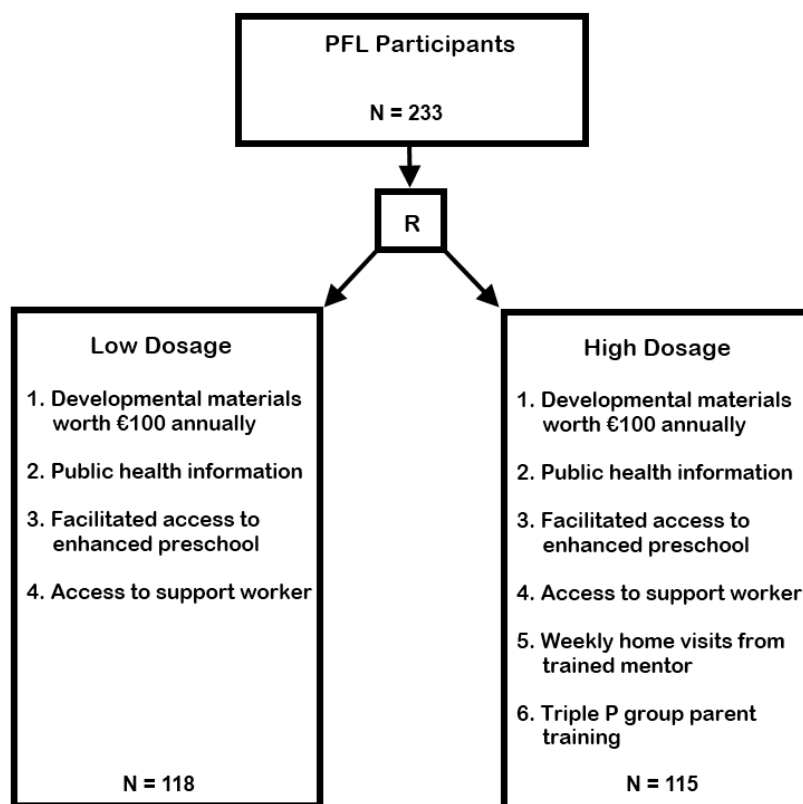 PFL Participants
N = 233
R
Low Dosage
1. Developmental materials
worth €100 annually
2. Public health information
3. Facilitated access to
enhanced preschool
4. Access to support worker
N = 118
High Dosage
1. Developmental materials
worth €100 annually
2. Public health information
3. Facilitated access to
enhanced preschool
4. Access to support worker
5. Weekly home visits from
trained mentor
6. Triple P group parent
training
N = 115